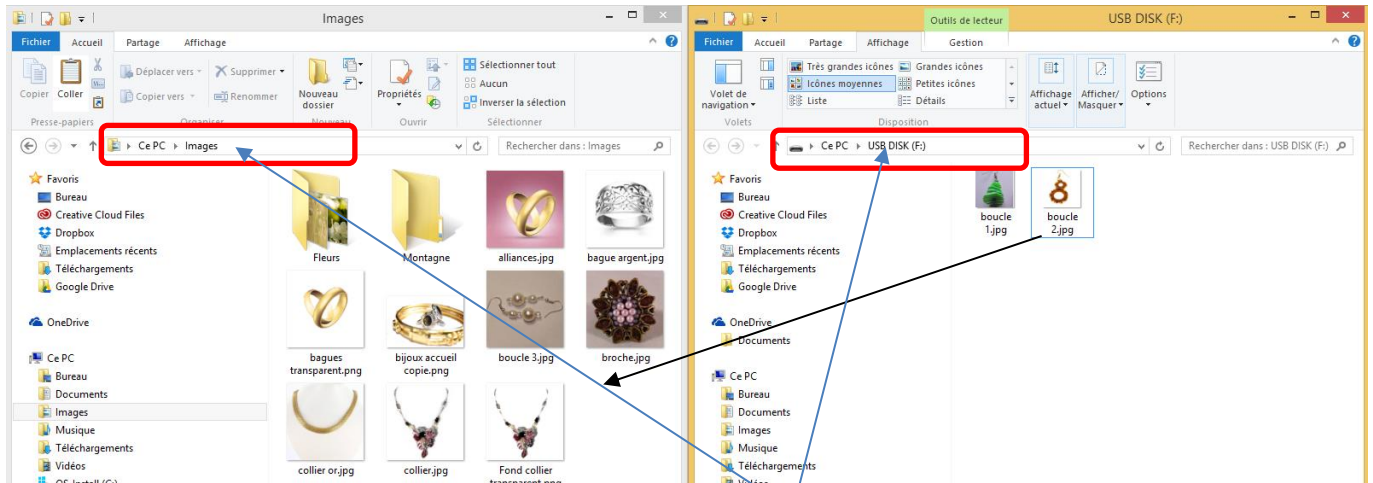 Images
Fichier Accueil Partage Affichage
Copier Coller
Déplacer vers
Copier vers
Supprimer
Renommer
Nouveau dossier
Propriétés
Sélectionner tout
Aucun
Inverser la sélection
Presse-papiers Organiser Nouveau Ouvrir Sélectionner
Ce PC Images
Rechercher dans : Images
Favoris
Bureau
Creative Cloud Files
Dropbox
Emplacements récents
Téléchargements
Google Drive
OneDrive
Ce PC
Bureau
Documents
Images
Musique
Téléchargements
Vidéos
OS-Install (C:)
Fleurs
Montagne
alliances.jpg
bague argent.jpg
bagues
transparent.png
bijoux accueil
copie.png
boucle 3.jpg
broche.jpg
collier or.jpg
collier.jpg
Fond collier
transparent.png
Outils de lecteur
USB DISK (F:)
Fichier Accueil Partage Affichage Gestion
Volet de
navigation
Très grandes icônes Grandes icônes
Icônes moyennes Petites icônes
Liste Détails
Affichage
actuel
Afficher/
Masquer
Options
Volets Disposition
Ce PC USB DISK (F:)
Rechercher dans : USB DISK (F:)
Favoris
Bureau
Creative Cloud Files
Dropbox
Emplacements récents
Téléchargements
Google Drive
OneDrive
Documents
Ce PC
Bureau
Documents
Images
Musique
Téléchargements
Vidéos
boucle
1.jpg
boucle
2.jpg